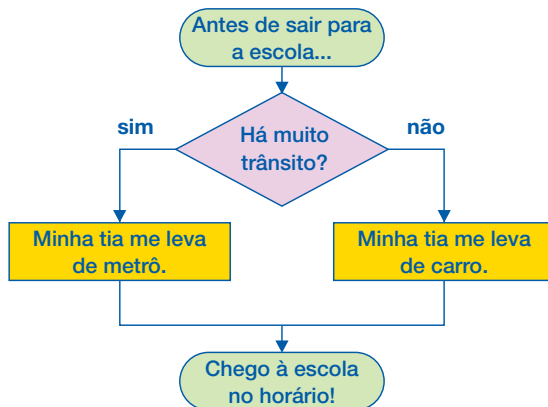 Antes de sair para
a escola...
sim
Há muito
trânsito?
não
Minha tia me leva
de metrô.
Minha tia me leva
de carro.
Chego à escola
no horário!